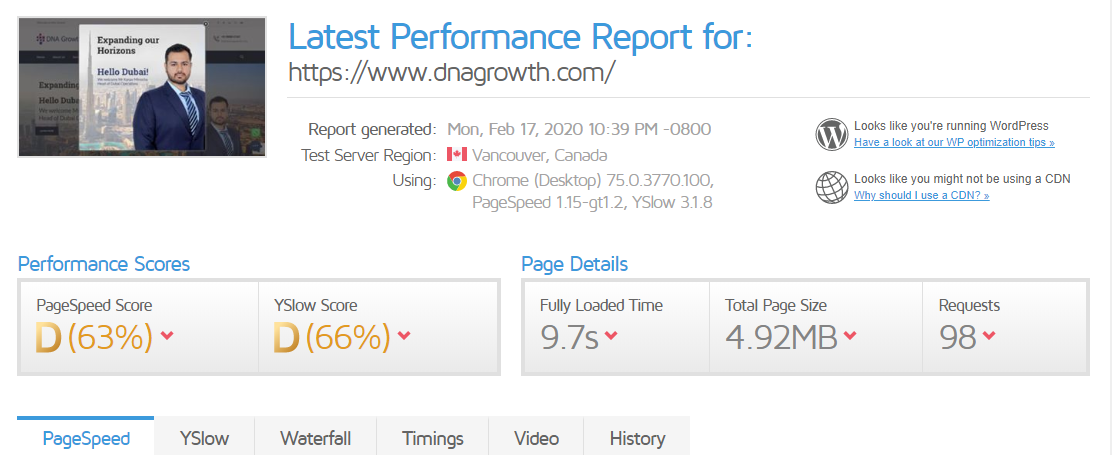 DNA Growth
Expanding our
Horizons
Hello Dubai!
Expanding
Hello Dubai
Latest Performance Report for:
https://www.dnagrowth.com/
Report generated: Mon, Feb 17, 2020 10:39 PM -0800
Test Server Region: Vancouver, Canada
Using: Chrome (Desktop) 75.0.3770.100,
PageSpeed 1.15-gt1.2, YSlow 3.1.8
Looks like you're running WordPress
Have a look at our WP optimization tips »
Looks like you might not be using a CDN
Why should I use a CDN? »
Performance Scores
PageSpeed Score
D (63%)
YSlow Score
D (66%)
Page Details
Fully Loaded Time
9.7s
Total Page Size
4.92MB
Requests
98
PageSpeed YSlow Waterfall Timings Video History